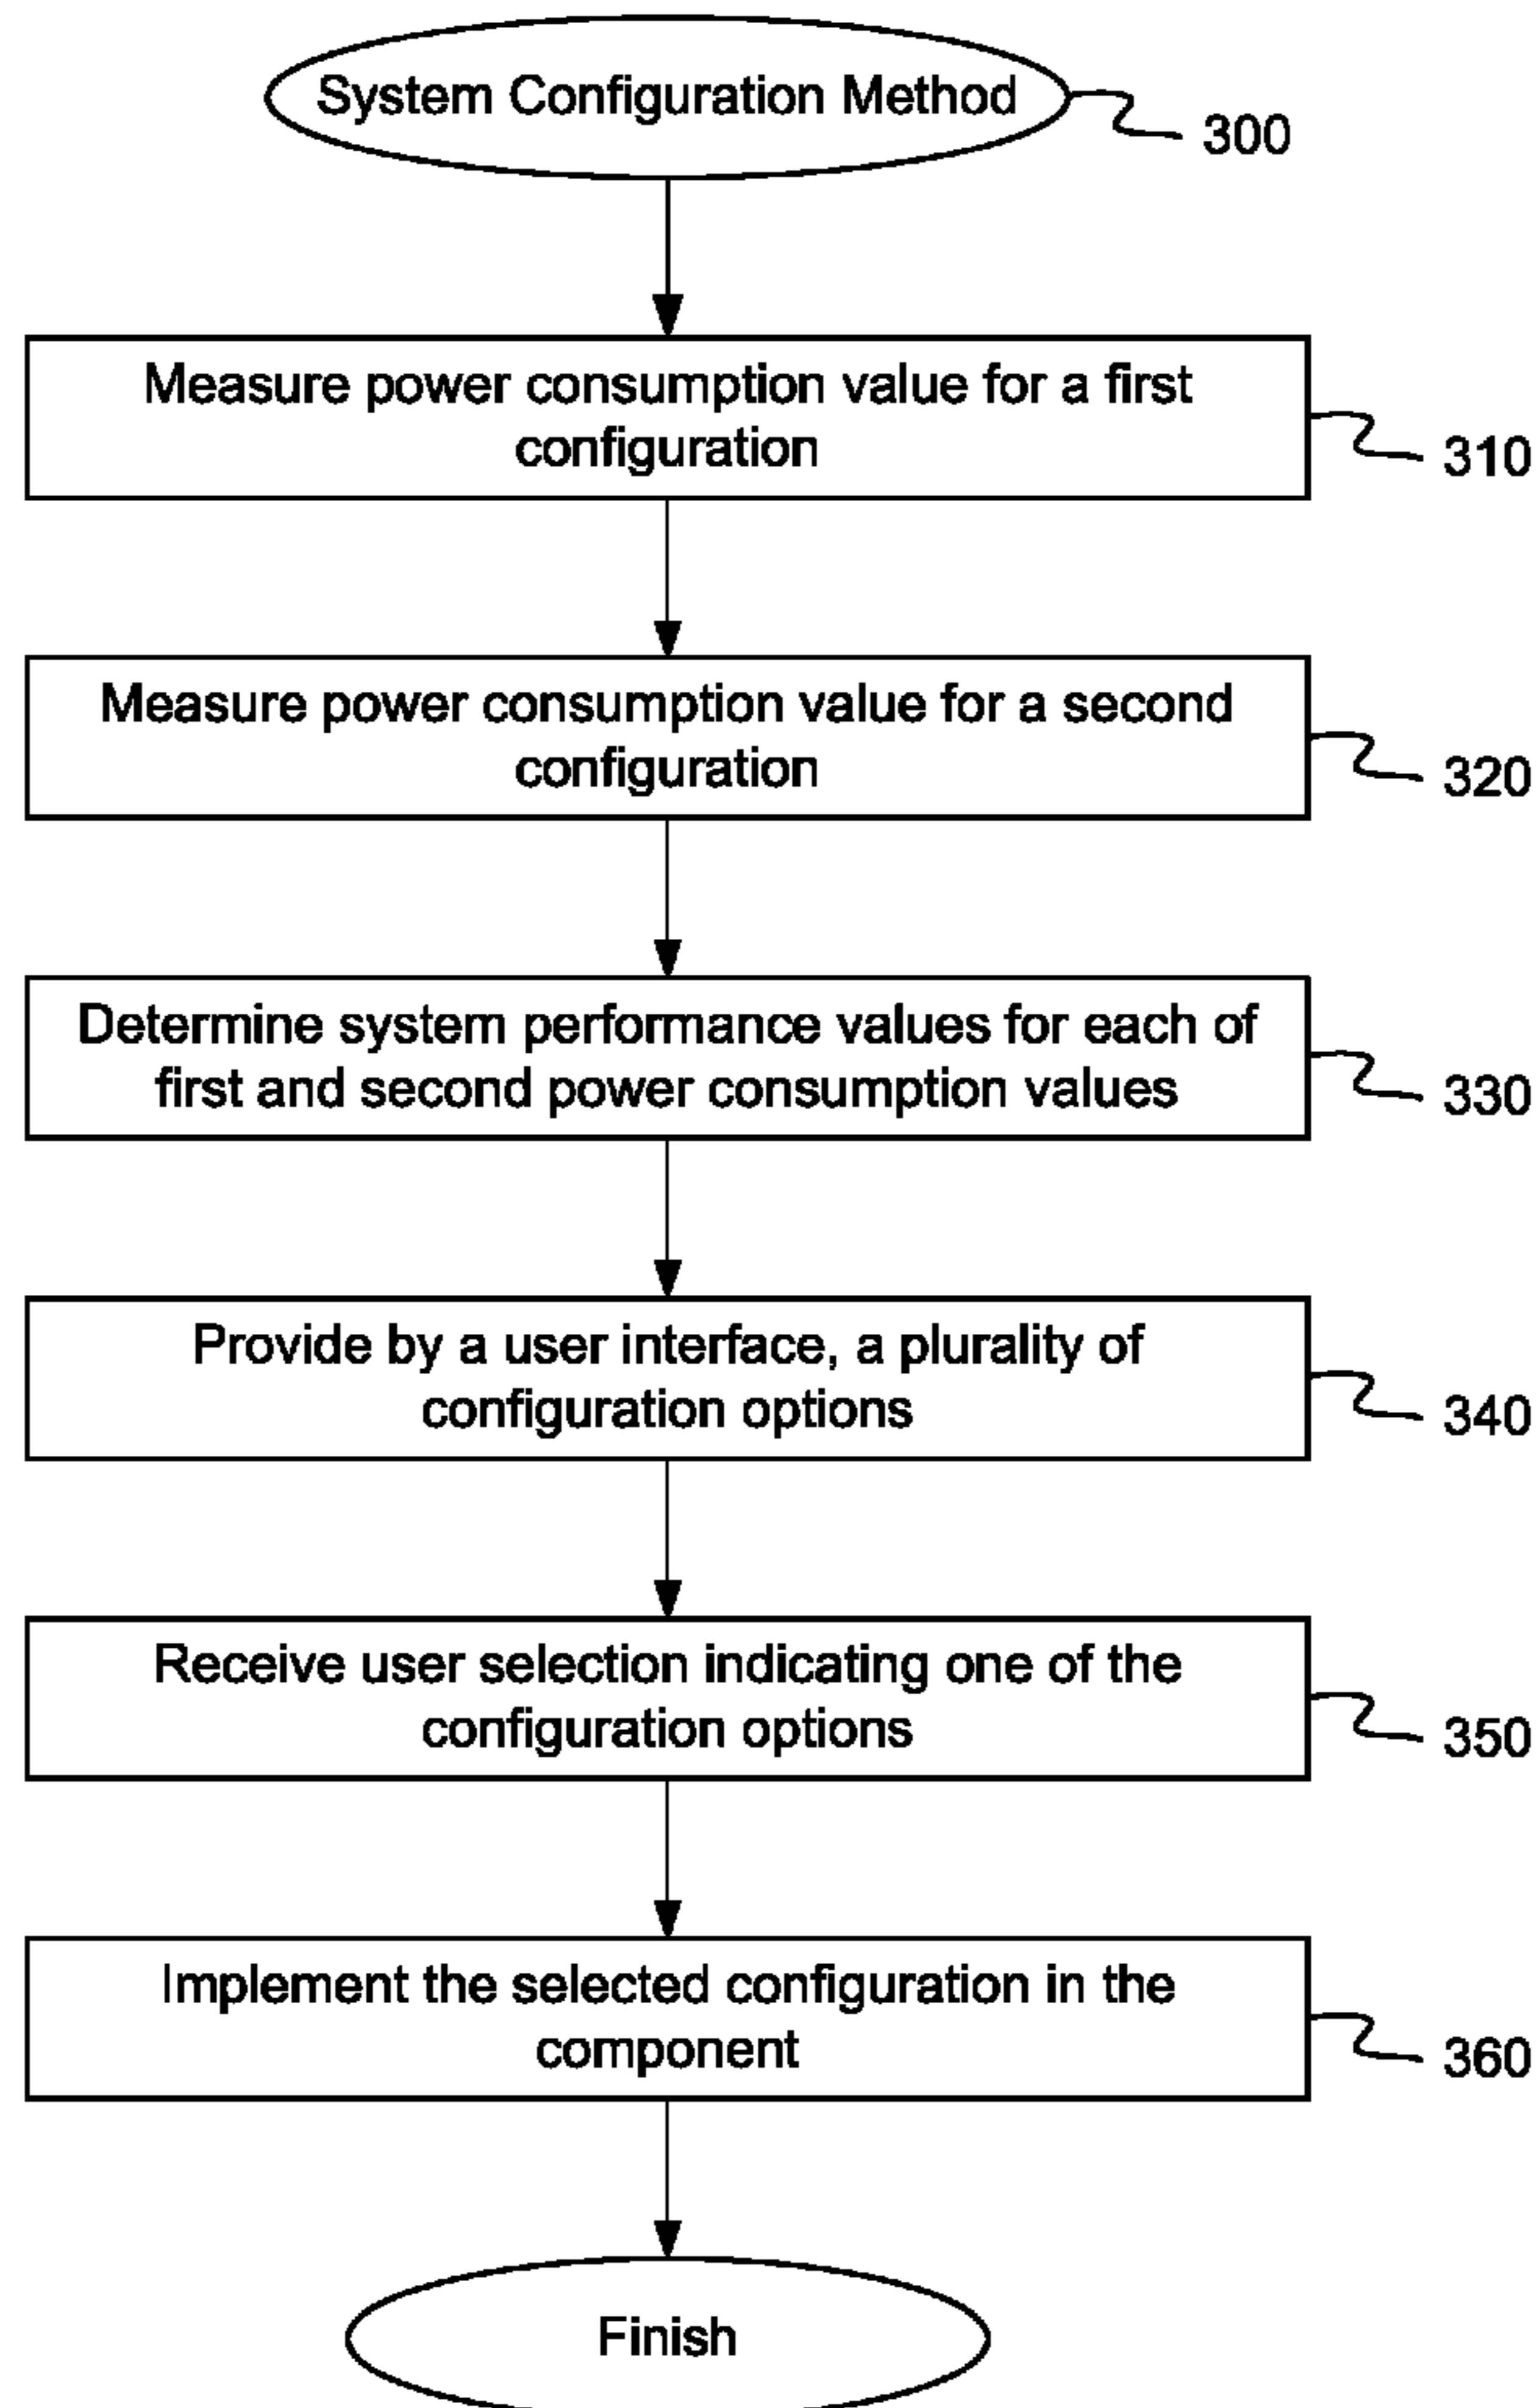 System Configuration Method
300
Measure power consumption value for a first
configuration
310
Measure power consumption value for a second
configuration
320
Determine system performance values for each of
first and second power consumption values
330
Provide by a user interface, a plurality of
configuration options
340
Receive user selection indicating one of the
configuration options
350
Implement the selected configuration in the
component
360
Finish